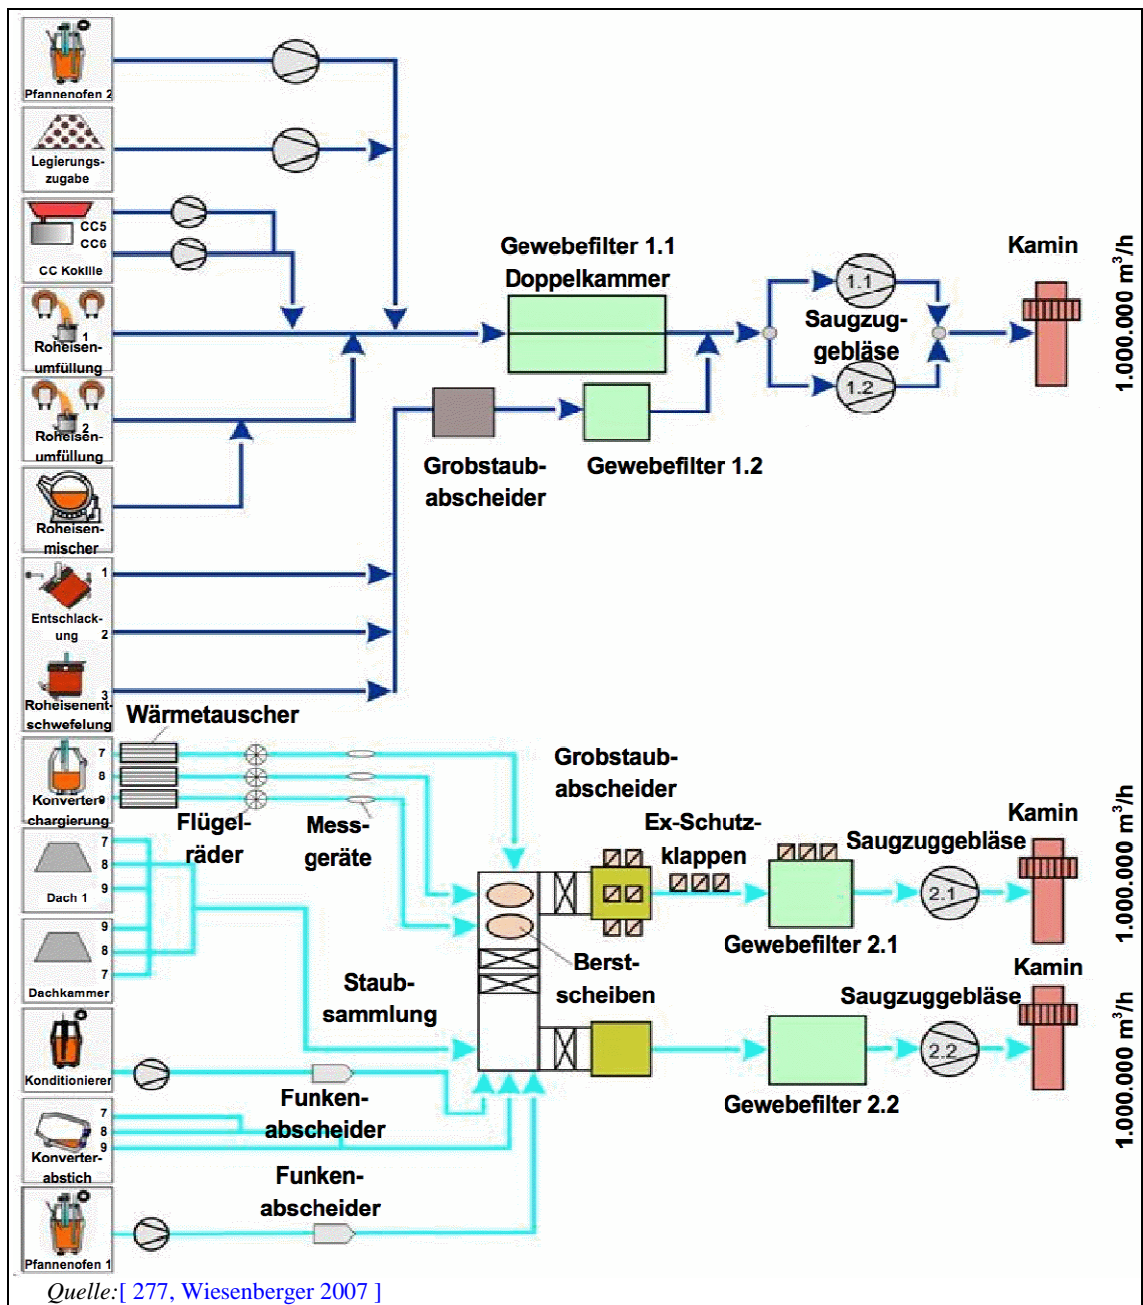 Pfannenofen 2
Legierungs-
zugabe
CC5
CC6
CC Kokille
1
Roheisen-
umfüllung
2
Roheisen-
umfüllung
Roheisen-
mischer
1
Entschlack-
ung 2
3
Roheisenent-
schwefelung
Gewebefilter 1.1
Doppelkammer
Grobstaub-
abscheider
Gewebefilter 1.2
1.1
Saugzug-
gebläse
1.2
Kamin
1.000.000 m³/h
Wärmetauscher
7
8
9
Konverter-
chargierung
Flügel-
räder
Mess-
geräte
7
8
9
Dach 1
9
8
7
Dachkammer
Staub-
sammlung
Grobstaub-
abscheider
Ex-Schutz-
klappen
Berst-
scheiben
Gewebefilter 2.1
Saugzuggebläse
2.1
Kamin
1.000.000 m³/h
Gewebefilter 2.2
Saugzuggebläse
2.2
Kamin
1.000.000 m³/h
Konditionierer
Funken-
abscheider
7
8
9
Konverter-
abstich
Funken-
abscheider
Pfannenofen 1
Quelle:[ 277, Wiesenberger 2007 ]